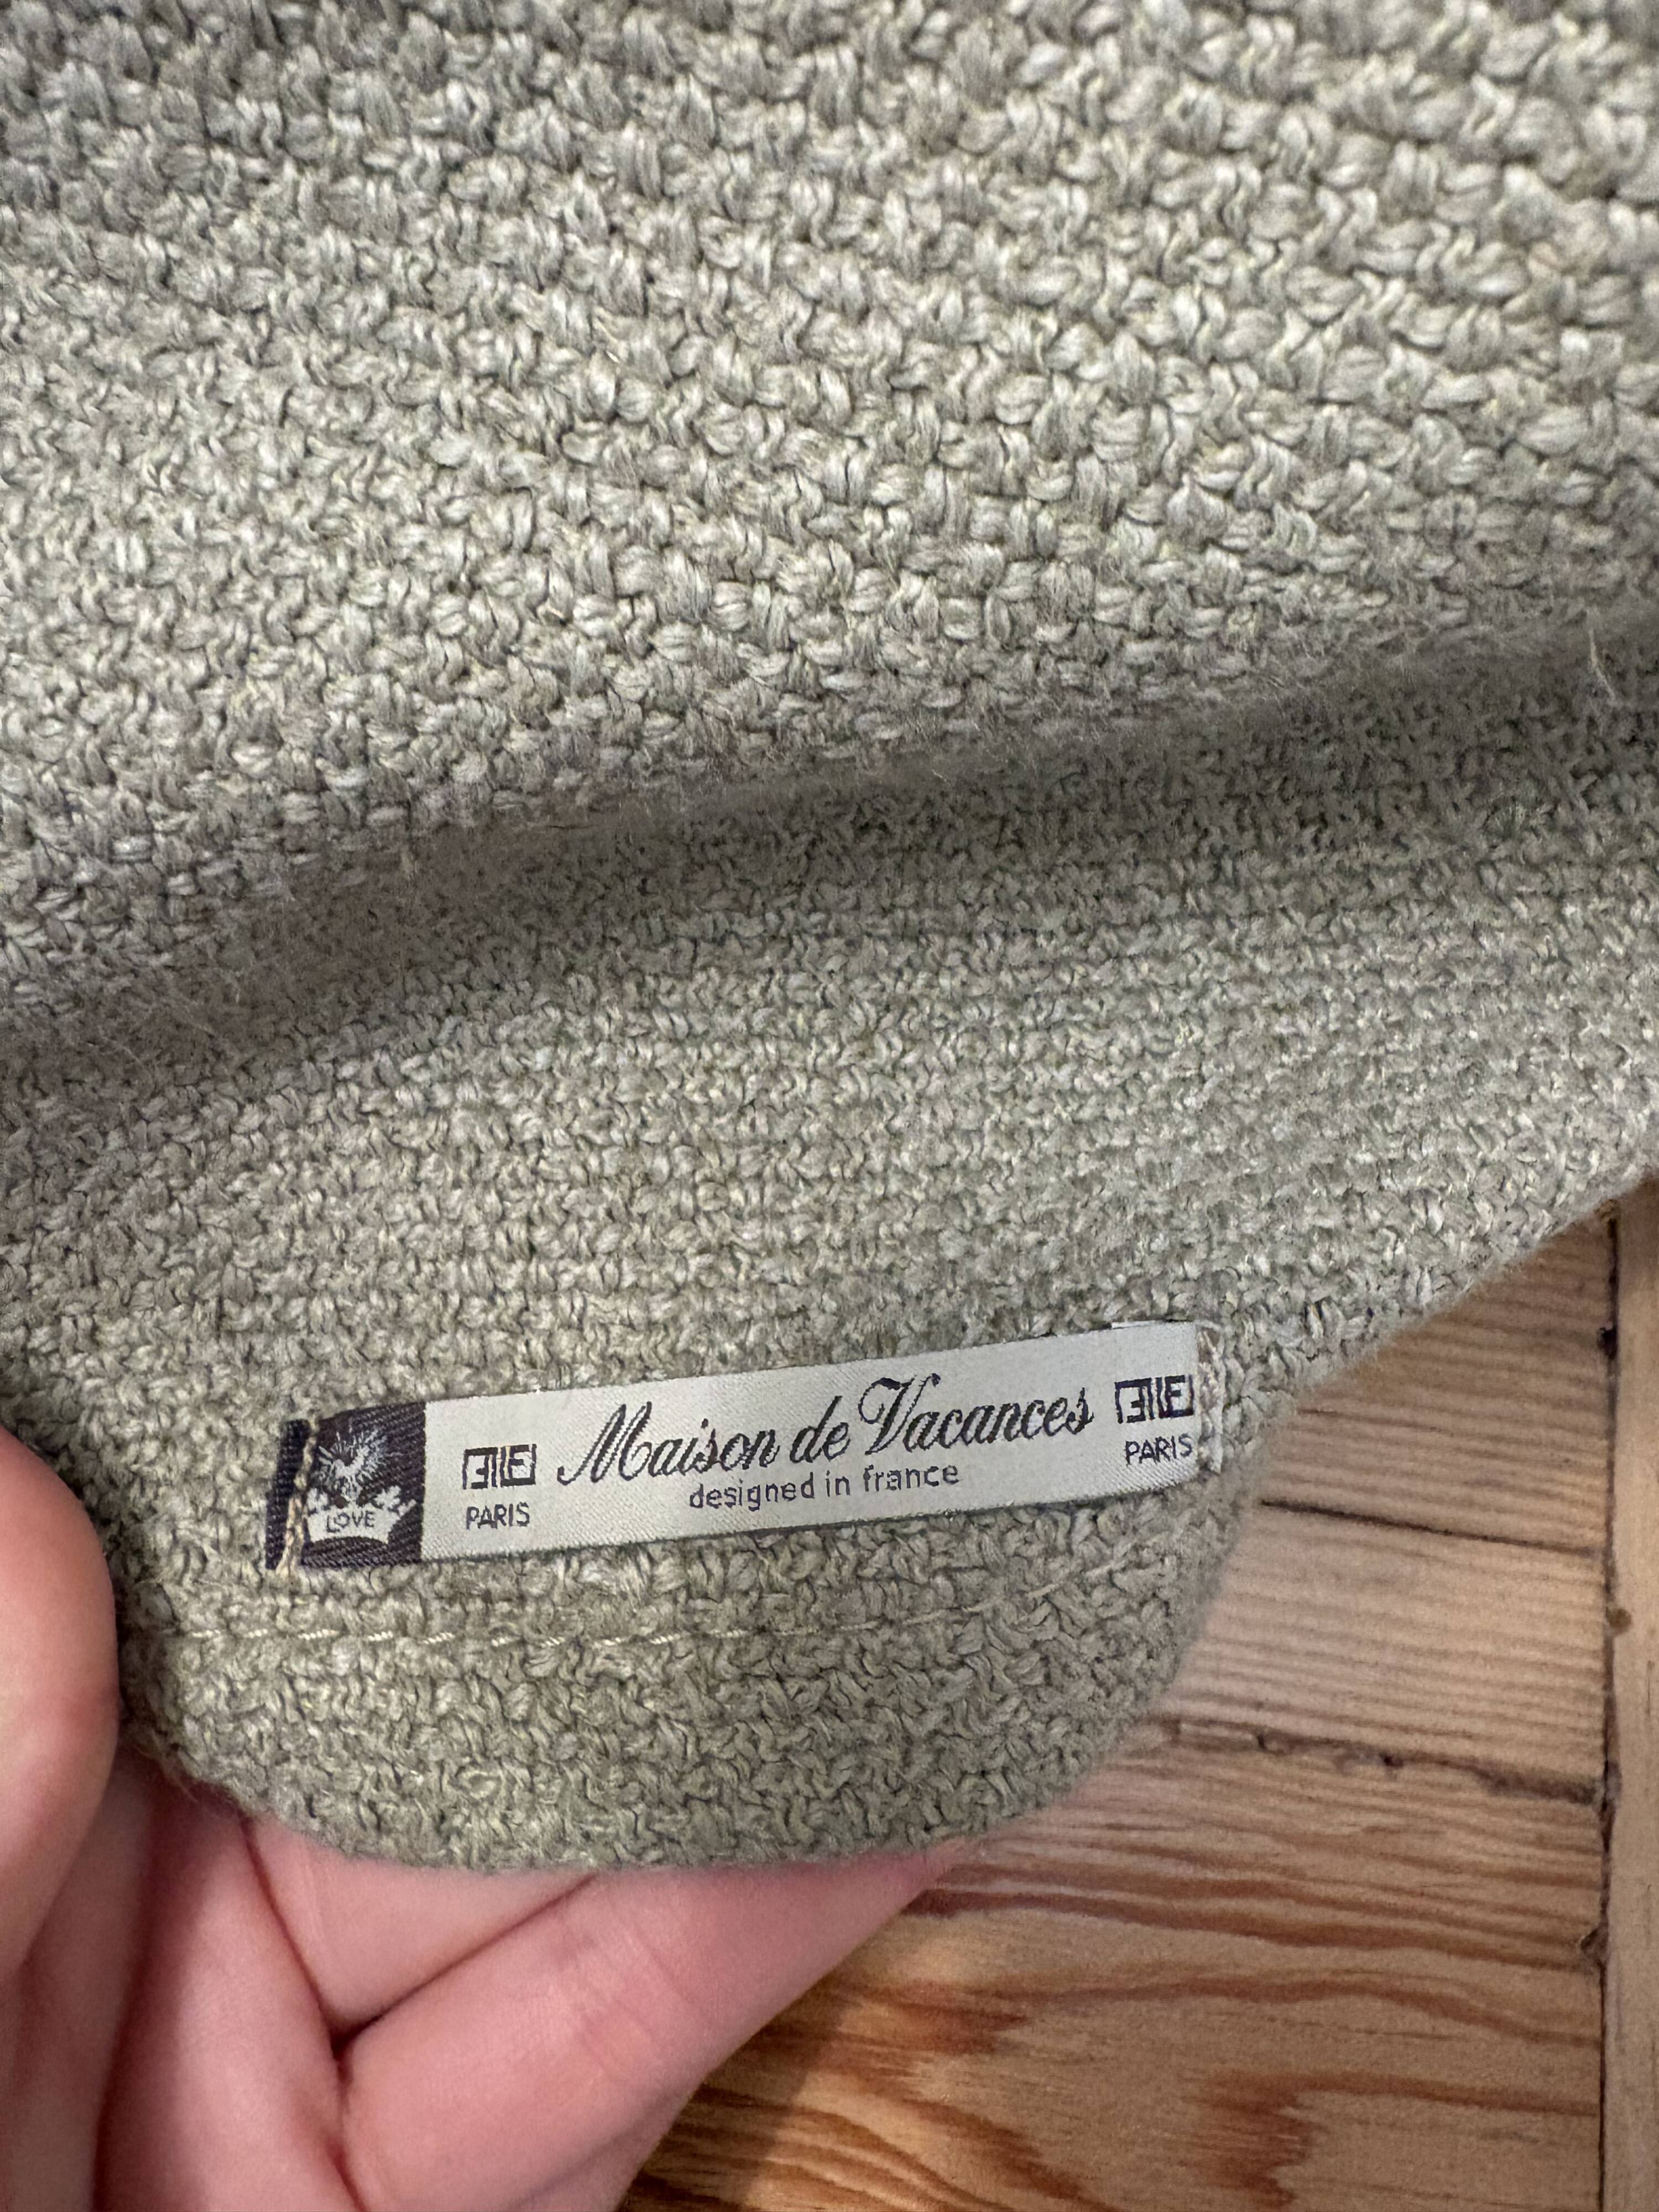 LOVE
PARIS
Maison de Vacances
designed in france
PARIS